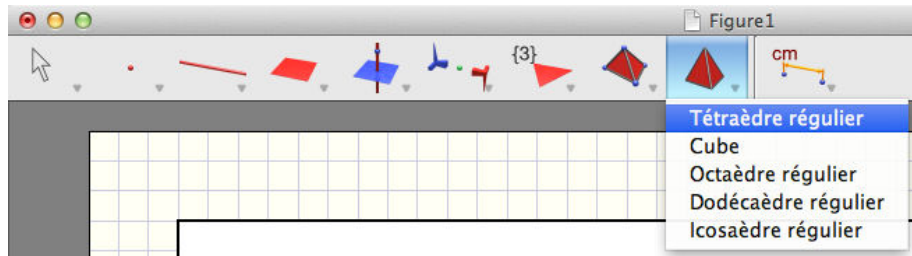 Figure1
{3}
cm
Tétraèdre régulier
Cube
Octaèdre régulier
Dodécaèdre régulier
Icosaèdre régulier